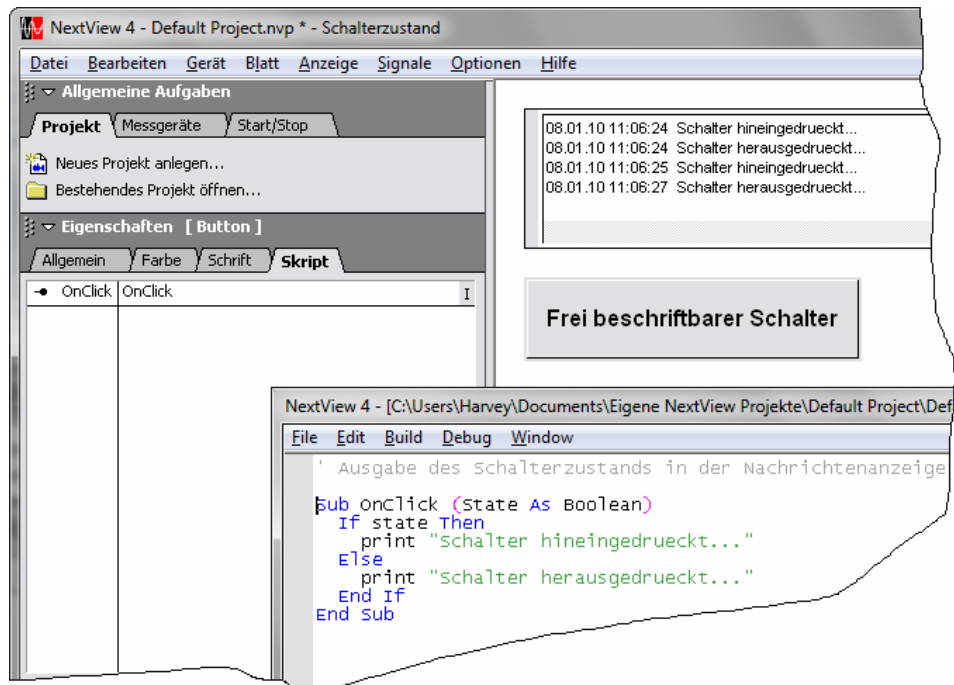 NextView 4 - Default Project.nvp * - Schalterzustand
Datei Bearbeiten Gerät Blatt Anzeige Signale Optionen Hilfe
Allgemeine Aufgaben
Projekt Messgeräte Start/Stop
Neues Projekt anlegen...
Bestehendes Projekt öffnen...
Eigenschaften [ Button ]
Allgemein Farbe Schrift Skript
OnClick OnClick I
08.01.10 11:06:24 Schalter hineingedrueckt...
08.01.10 11:06:24 Schalter herausgedrueckt...
08.01.10 11:06:25 Schalter hineingedrueckt...
08.01.10 11:06:27 Schalter herausgedrueckt...
Frei beschriftbarer Schalter
NextView 4 - [C:\Users\Harvey\Documents\Eigene NextView Projekte\Default Project\Def
File Edit Build Debug Window
' Ausgabe des Schalterzustands in der Nachrichtenanzeige
Sub OnClick (State As Boolean)
If state Then
print "Schalter hineingedrueckt..."
Else
print "Schalter herausgedrueckt..."
End If
End Sub